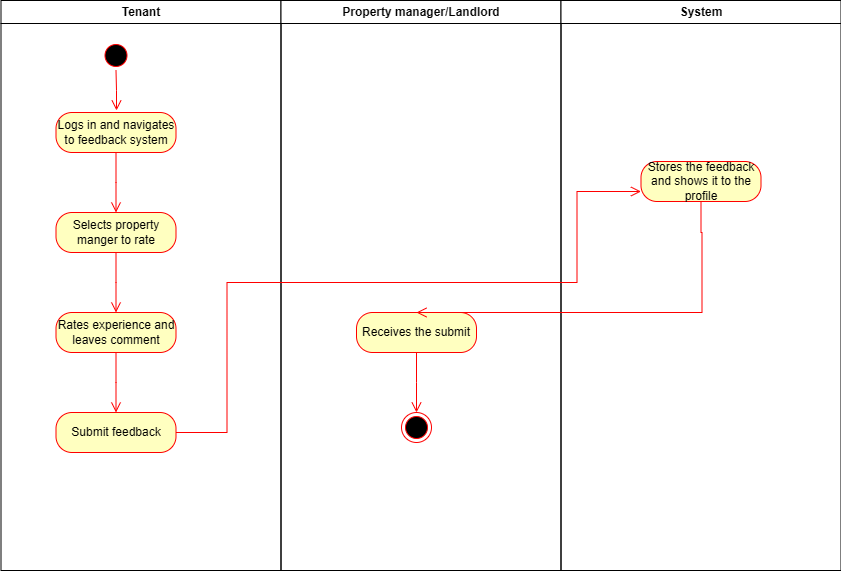 Tenant
Property manager/Landlord
System
Logs in and navigates
to feedback system
Selects property
manger to rate
Rates experience and
leaves comment
Submit feedback
Receives the submit
Stores the feedback
and shows it to the
profile